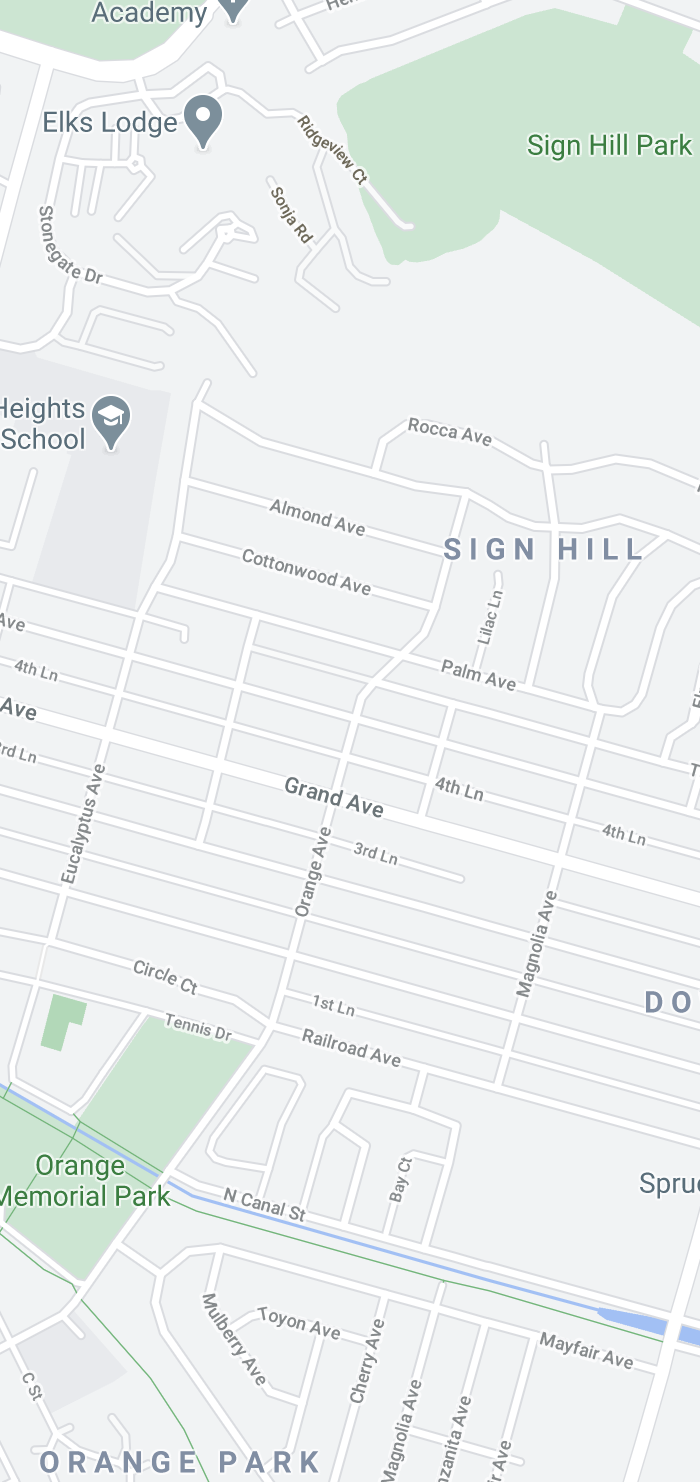 Academy
Elks Lodge
Ridgeview Ct
Sign Hill Park
Sonja Rd
Stonegate Dr
Heights
School
Rocca Ave
Almond Ave
SIGN HILL
Cottonwood Ave
Lilac Ln
Ave
4th Ln
Palm Ave
Ave
Grand Ave
4th Ln
4th Ln
3rd Ln
Eucalyptus Ave
Orange Ave
Magnolia Ave
Circle Ct
DO
1st Ln
Tennis Dr
Railroad Ave
Orange
Memorial Park
Bay Ct
N Canal St
Mulberry Ave
Toyon Ave
Cherry Ave
Mayfair Ave
C St
Magnolia Ave
Ave
Ave
ORANGE PARK